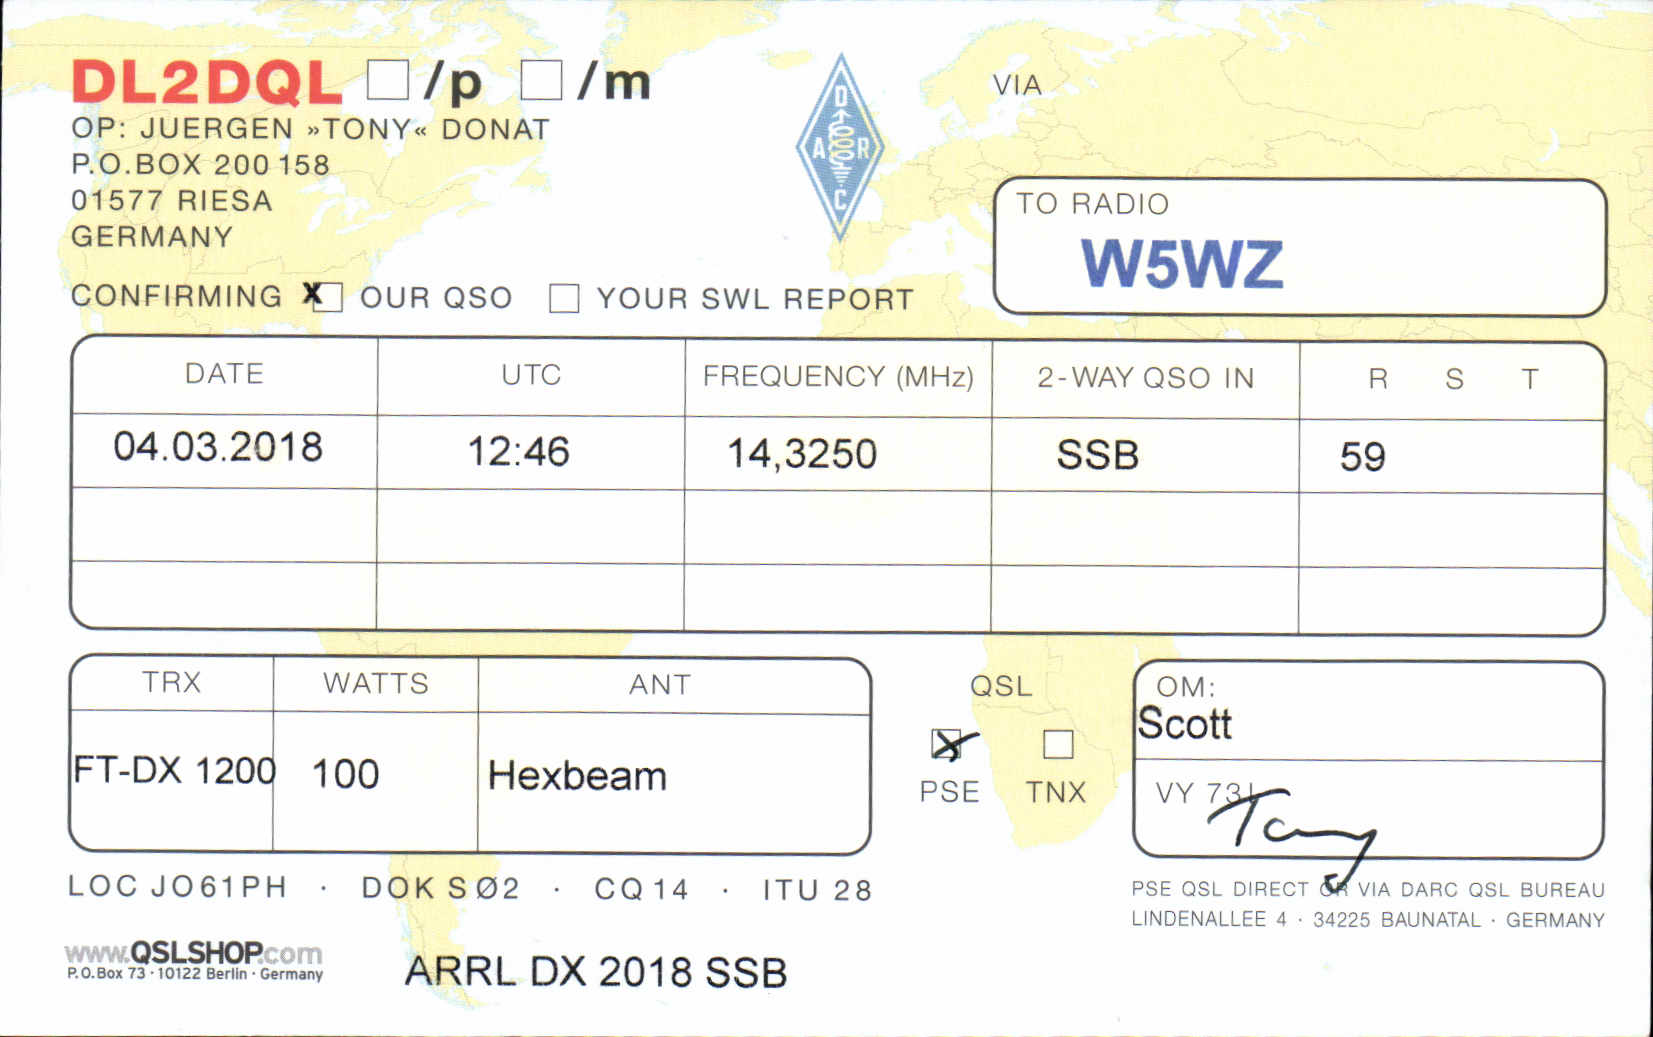 DL2DQL /p /m
OP: JUERGEN »TONY« DONAT
P.O.BOX 200 158
01577 RIESA
GERMANY
DARC
VIA
TO RADIO
W5WZ
CONFIRMING X OUR QSO YOUR SWL REPORT
DATE UTC FREQUENCY (MHz) 2-WAY QSO IN R S T
04.03.2018 12:46 14,3250 SSB 59
TRX WATTS ANT
FT-DX 1200 100 Hexbeam
QSL
X
PSE TNX
OM:
Scott
VY 73!
Tony
LOC JO61PH · DOK SØ2 · CQ 14 · ITU 28
PSE QSL DIRECT OR VIA DARC QSL BUREAU
LINDENALLEE 4 · 34225 BAUNATAL · GERMANY
www.QSLSHOP.com
P.O.Box 73 · 10122 Berlin · Germany
ARRL DX 2018 SSB